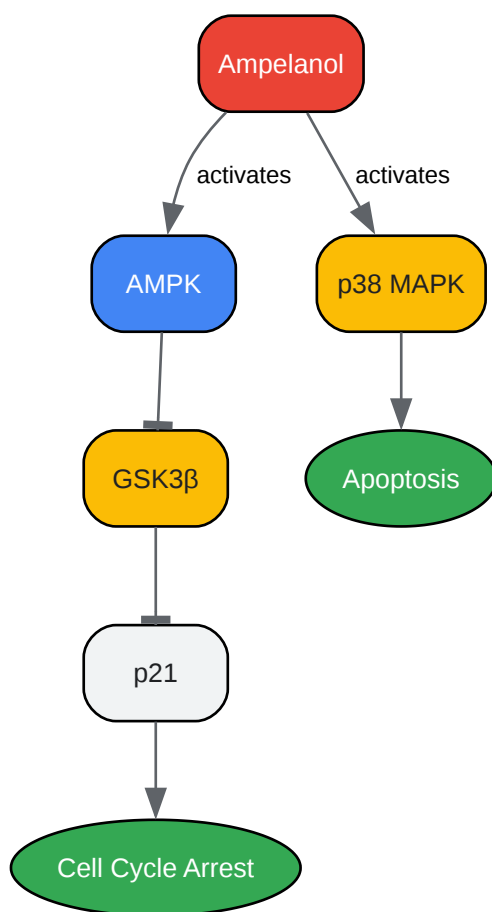 Ampelanol
activates
activates
AMPK
p38 MAPK
GSK3β
Apoptosis
p21
Cell Cycle Arrest